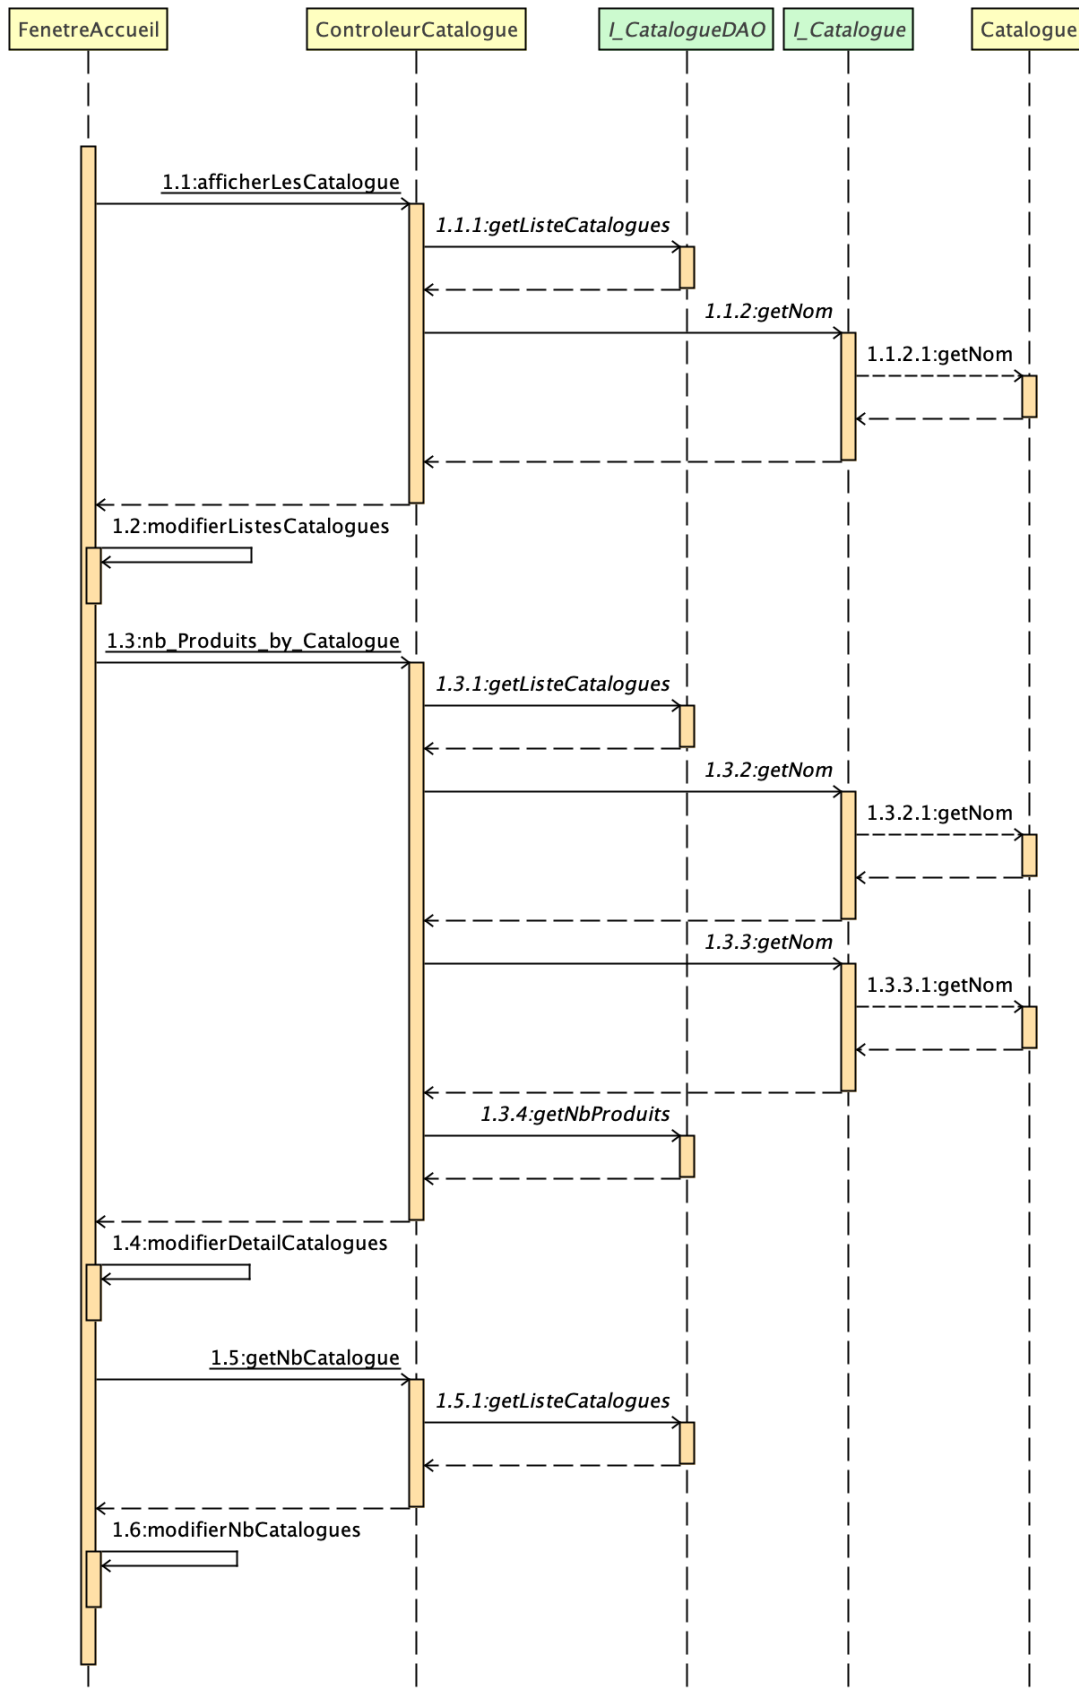 FenetreAccueil
ControleurCatalogue
I_CatalogueDAO
I_Catalogue
Catalogue
1.1:afficherLesCatalogue
1.1.1:getListeCatalogues
1.1.2:getNom
1.1.2.1:getNom
1.2:modifierListesCatalogues
1.3:nb_Produits_by_Catalogue
1.3.1:getListeCatalogues
1.3.2:getNom
1.3.2.1:getNom
1.3.3:getNom
1.3.3.1:getNom
1.3.4:getNbProduits
1.4:modifierDetailCatalogues
1.5:getNbCatalogue
1.5.1:getListeCatalogues
1.6:modifierNbCatalogues